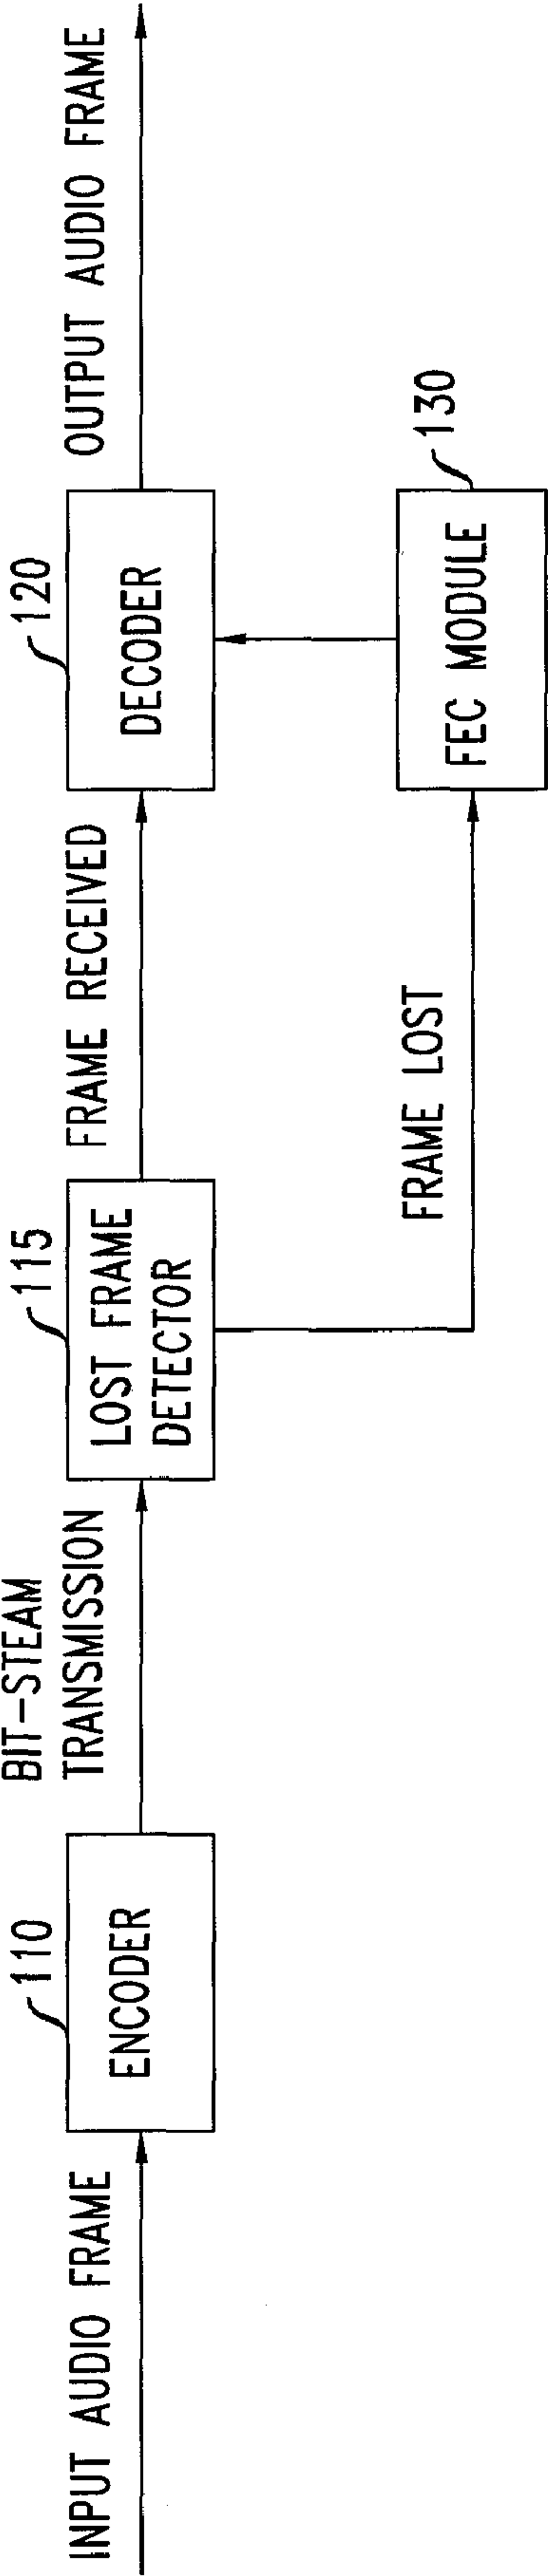 INPUT AUDIO FRAME
110
ENCODER
BIT-STEAM
TRANSMISSION
115
LOST FRAME
DETECTOR
FRAME RECEIVED
FRAME LOST
120
DECODER
130
FEC MODULE
OUTPUT AUDIO FRAME